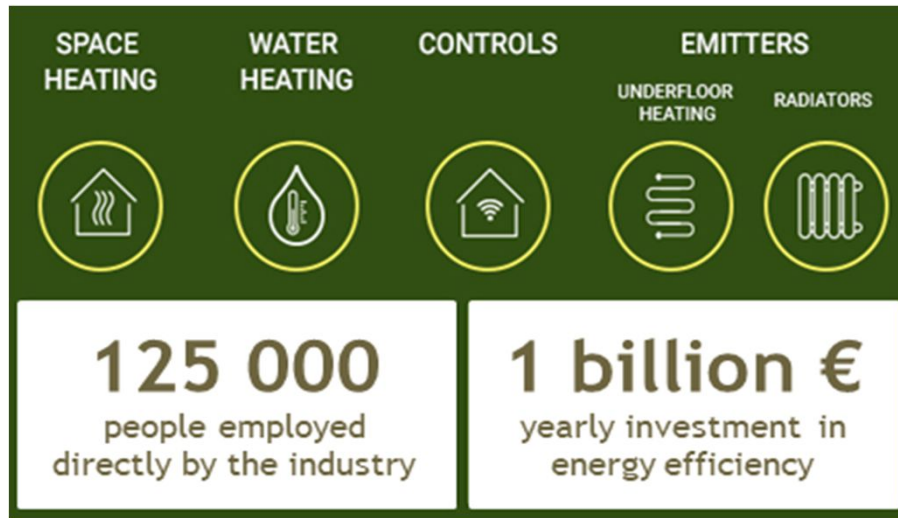 SPACE
HEATING
WATER
HEATING
CONTROLS
EMITTERS
UNDERFLOOR
HEATING
RADIATORS
125 000
people employed
directly by the industry
1 billion €
yearly investment in
energy efficiency